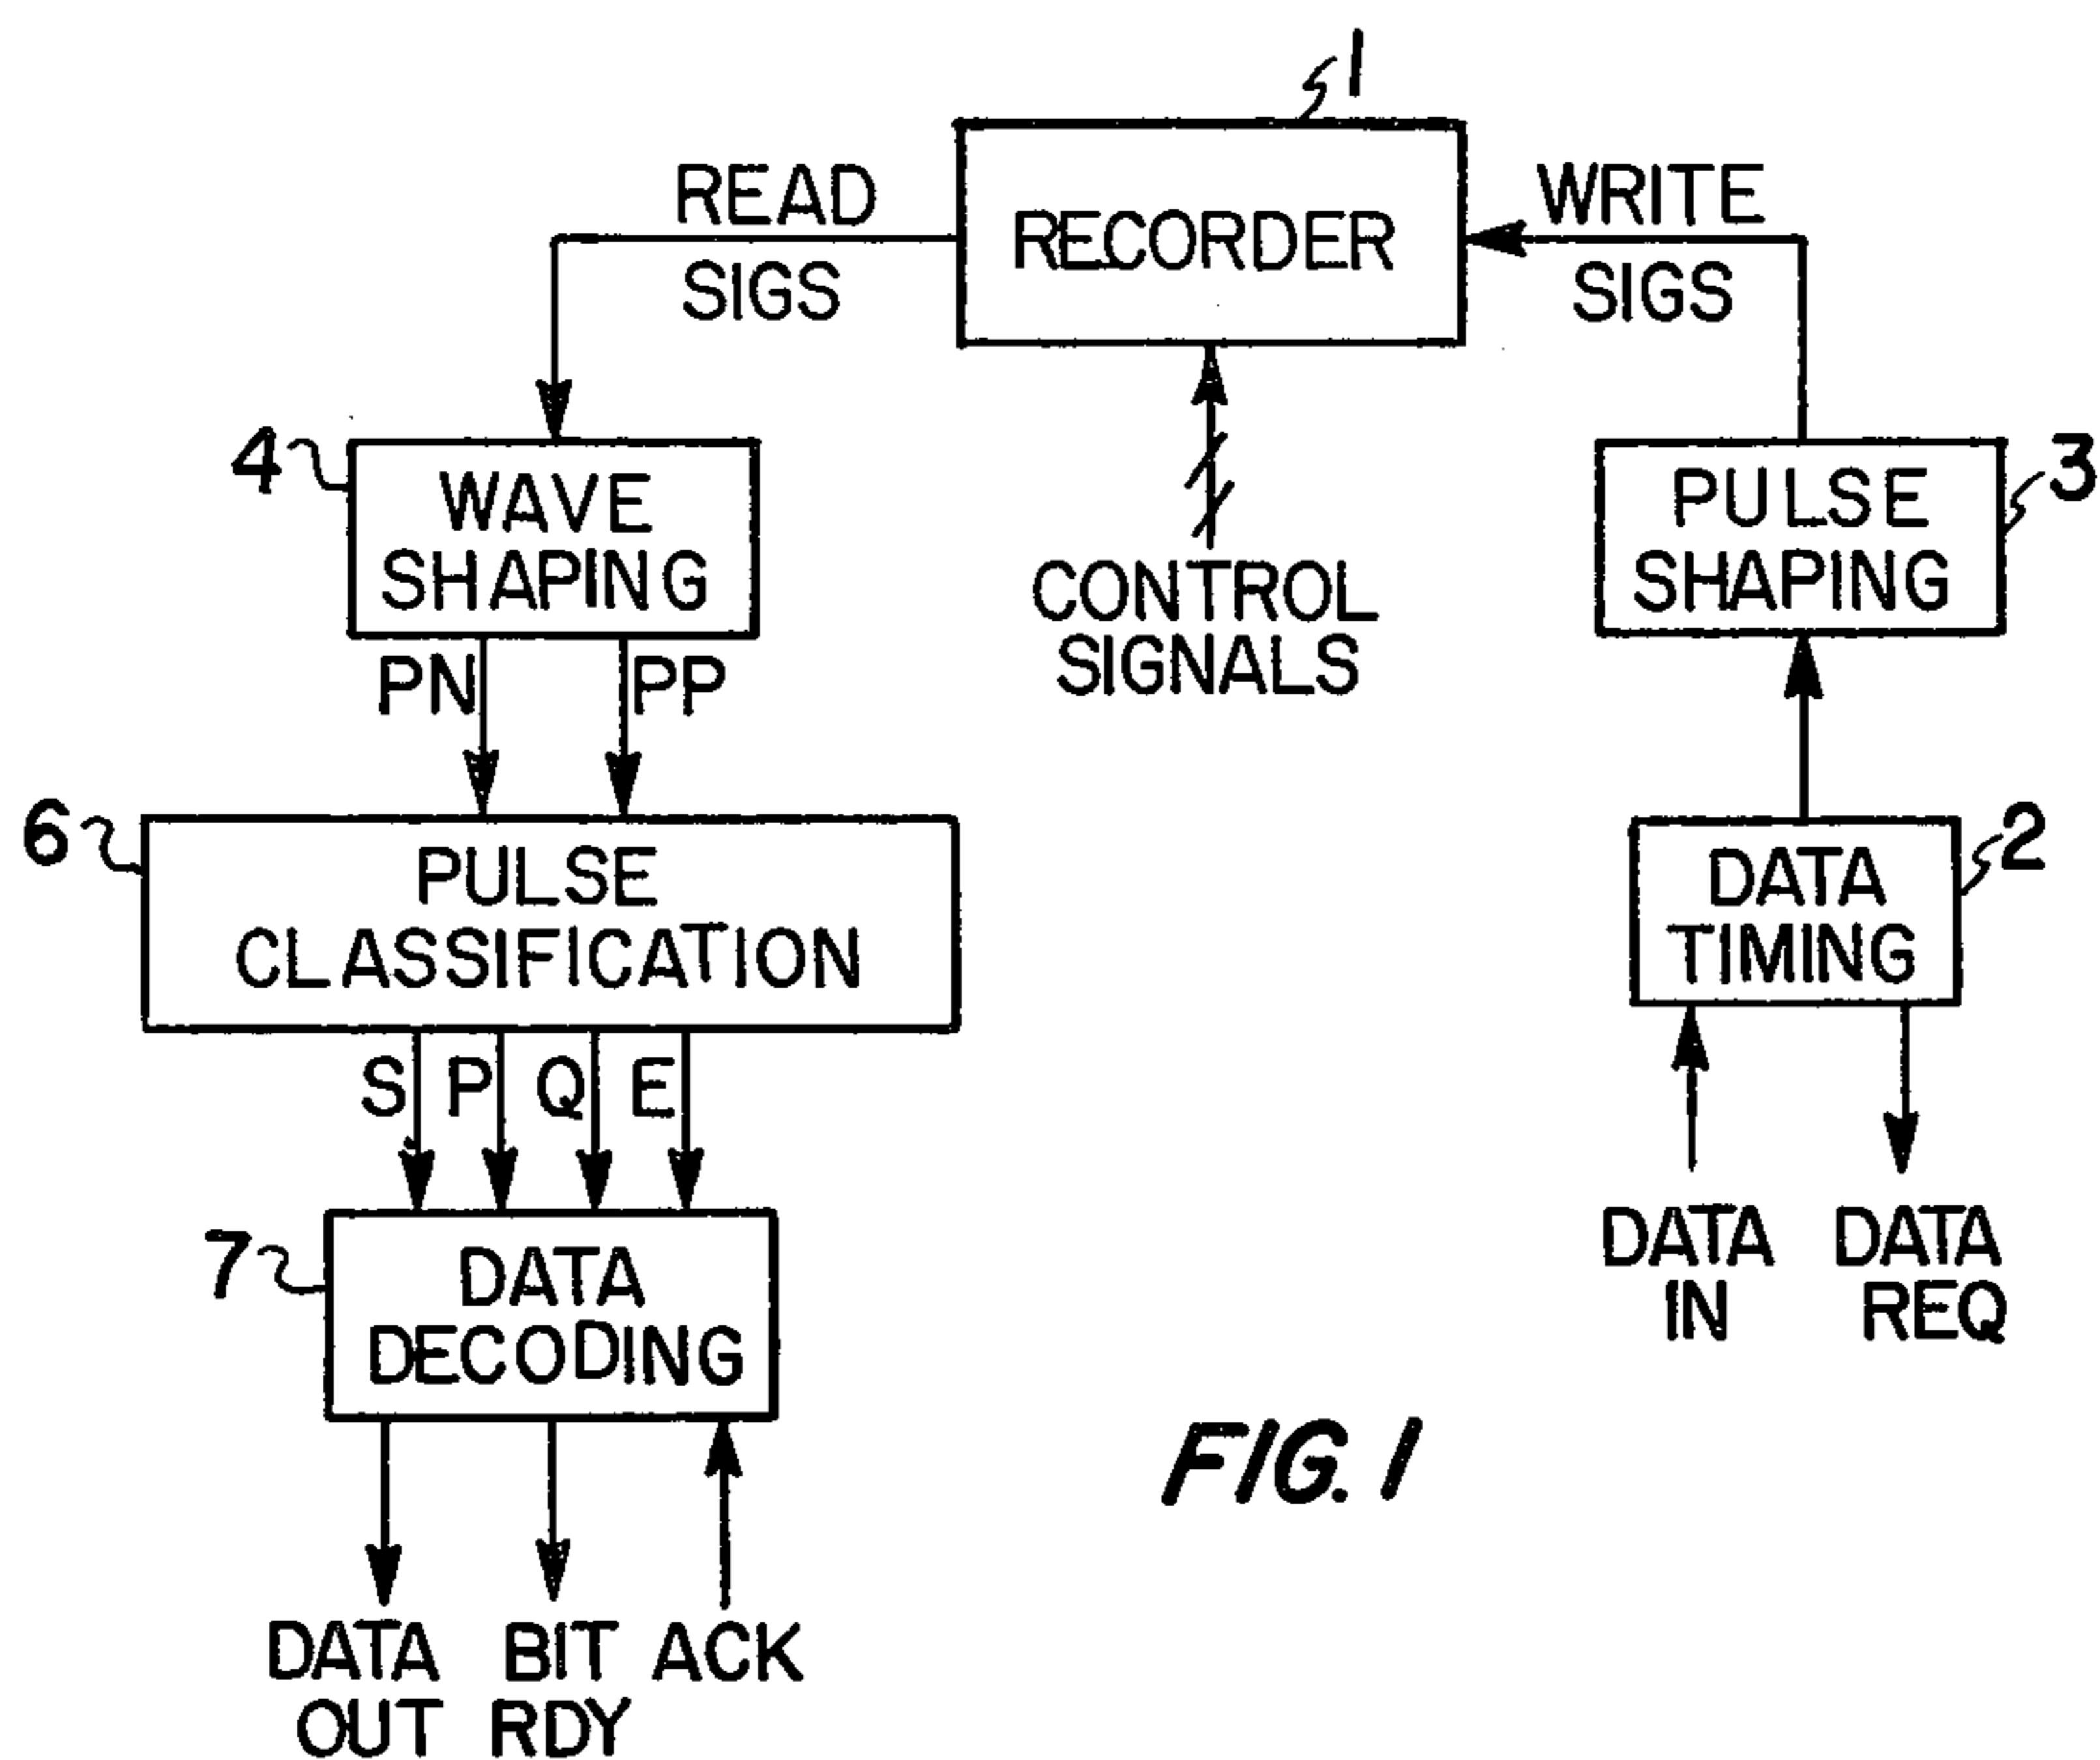 1
READ
SIGS
RECORDER
WRITE
SIGS
4
WAVE
SHAPING
CONTROL
SIGNALS
PULSE
SHAPING
3
PN
PP
6
PULSE
CLASSIFICATION
DATA
TIMING
2
S P Q E
7
DATA
DECODING
DATA
IN
DATA
REQ
DATA
OUT
BIT
RDY
ACK
FIG. 1